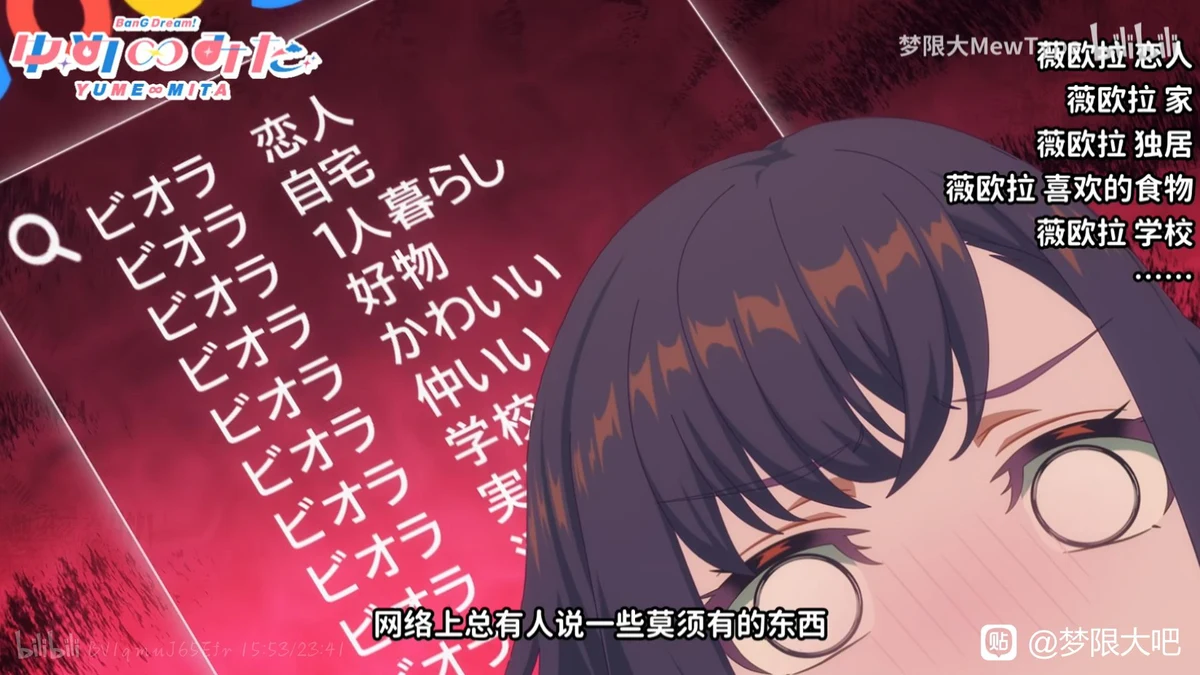 BanG Dream!
ゆめ∞みた
YUME∞MITA
梦限大MewType
bilibili
薇欧拉 恋人
薇欧拉 家
薇欧拉 独居
薇欧拉 喜欢的食物
薇欧拉 学校
……
ビオラ 恋人
ビオラ 自宅
ビオラ 1人暮らし
ビオラ 好物
ビオラ かわいい
ビオラ 仲いい
ビオラ 学校
ビオラ 実
ビオラ
ビオラ
网络上总有人说一些莫须有的东西
bilibili 15:53/23:41
贴 @梦限大吧